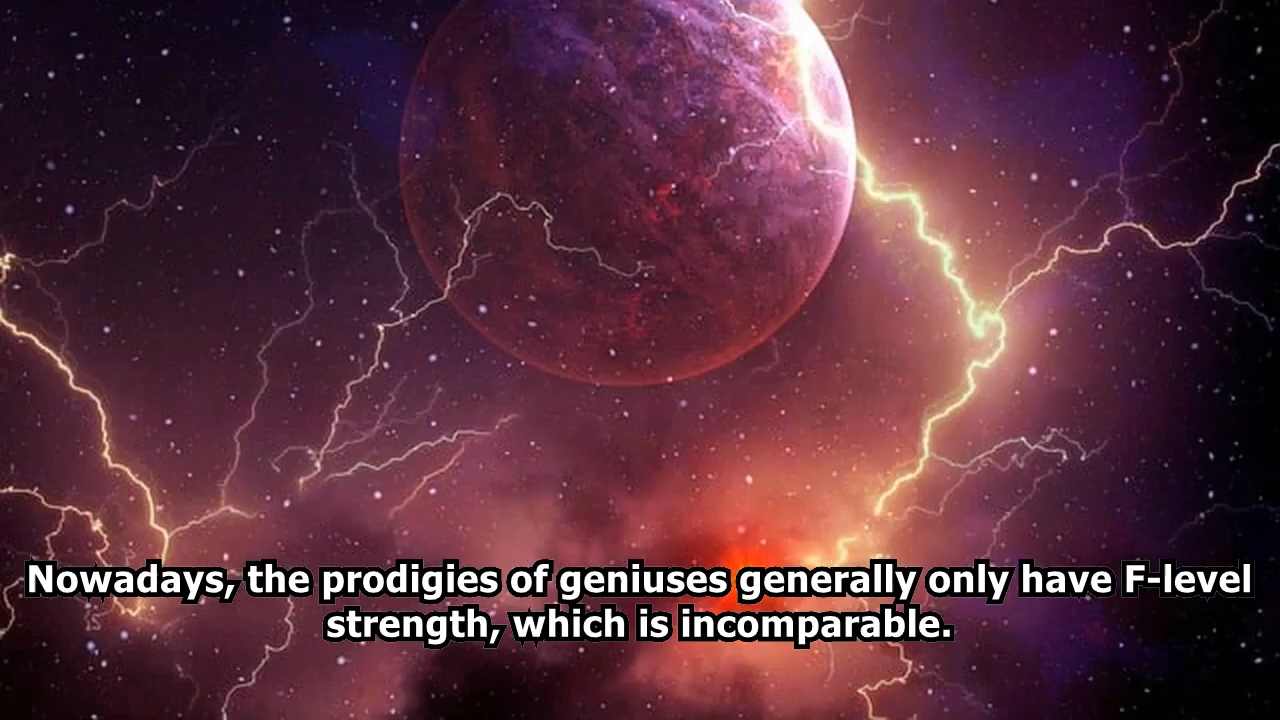 Nowadays, the prodigies of geniuses generally only have F-level
strength, which is incomparable.